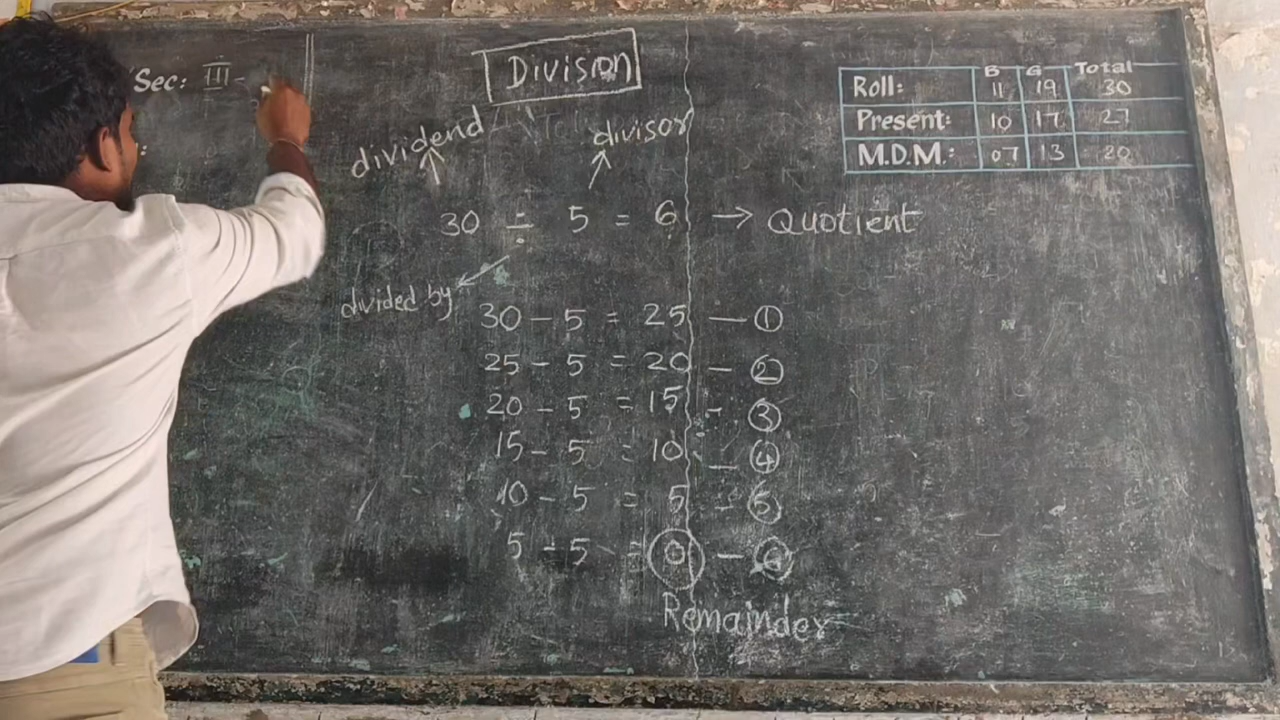 Sec: III -
Division
B G Total
Roll: 11 19 30
Present: 10 17 27
M.D.M.: 07 13 20
dividend divisor
30 ÷ 5 = 6 → Quotient
divided by
30 - 5 = 25 - ①
25 - 5 = 20 - ②
20 - 5 = 15 - ③
15 - 5 = 10 - ④
10 - 5 = 5 - ⑤
5 - 5 = 0 - ⑥
Remainder